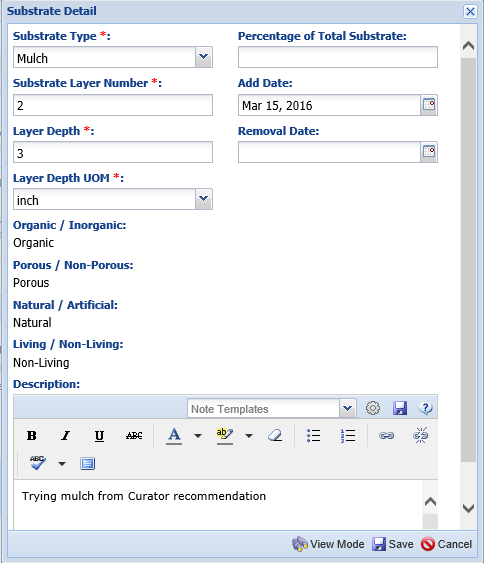 Substrate Detail
Substrate Type *:
Mulch
Percentage of Total Substrate:
Substrate Layer Number *:
2
Add Date:
Mar 15, 2016
Layer Depth *:
3
Removal Date:
Layer Depth UOM *:
inch
Organic / Inorganic:
Organic
Porous / Non-Porous:
Porous
Natural / Artificial:
Natural
Living / Non-Living:
Non-Living
Description:
Note Templates
B I U ABC A ab
ABC
Trying mulch from Curator recommendation
View Mode Save Cancel